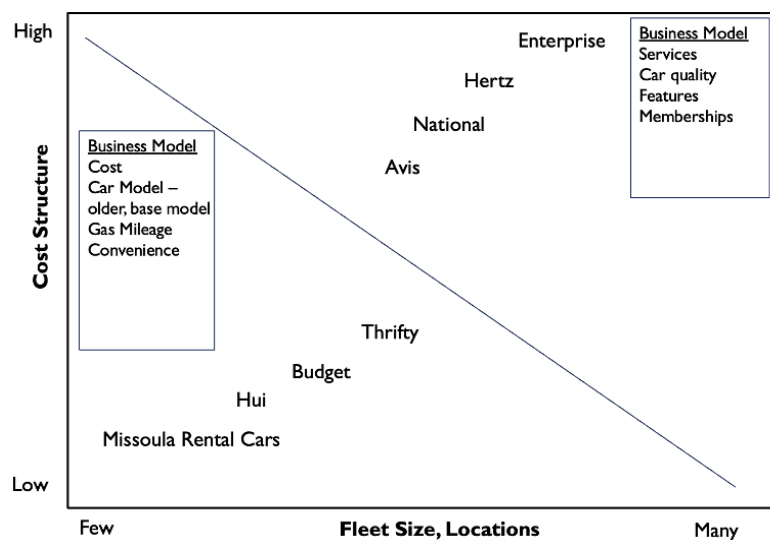 High
Enterprise
Business Model
Services
Car quality
Features
Memberships
Hertz
National
Avis
Business Model
Cost
Car Model –
older, base model
Gas Mileage
Convenience
Cost Structure
Thrifty
Budget
Hui
Missoula Rental Cars
Low
Few
Fleet Size, Locations
Many